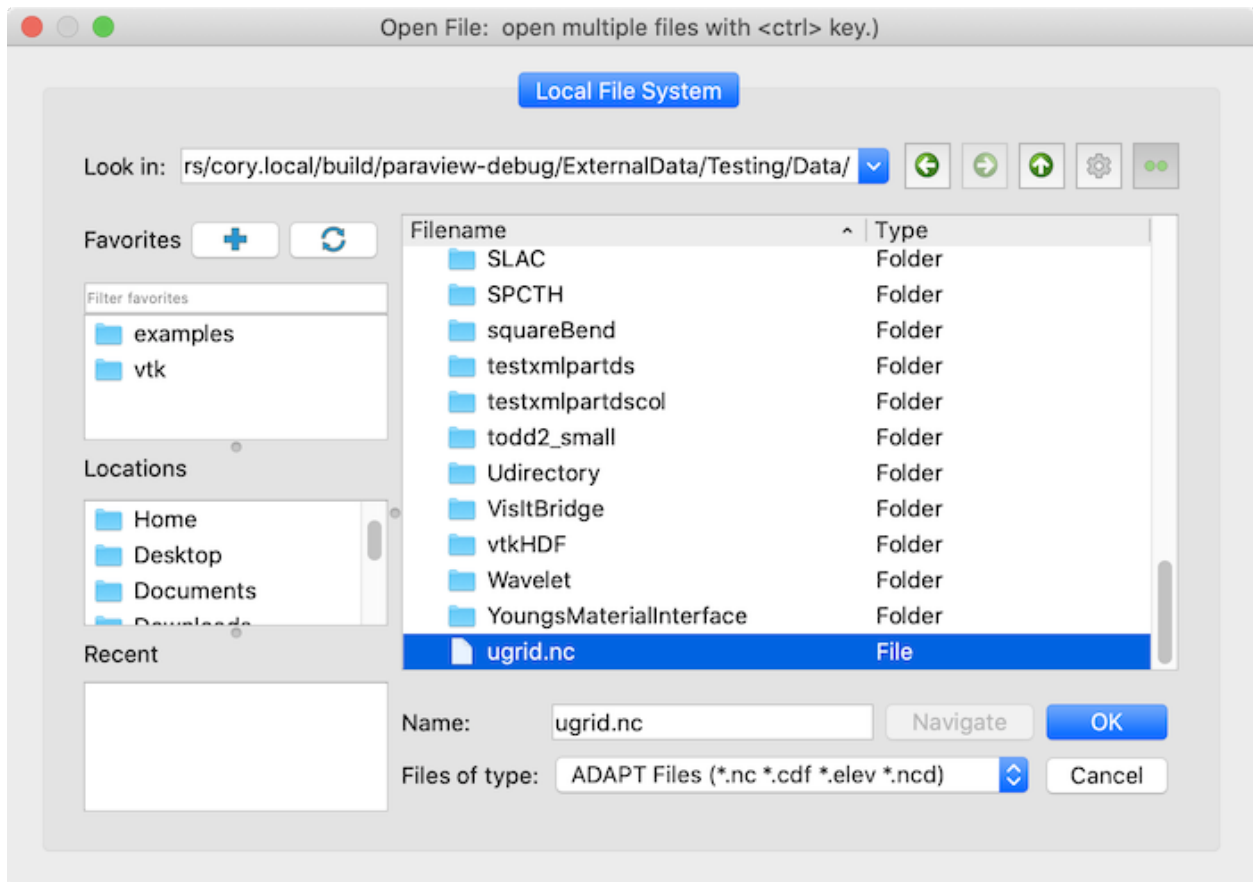 Open File:  open multiple files with <ctrl> key.)
Local File System
Look in: rs/cory.local/build/paraview-debug/ExternalData/Testing/Data/
Favorites
Filter favorites
examples
vtk
Locations
Home
Desktop
Documents
Downloads
Recent
Filename Type
SLAC Folder
SPCTH Folder
squareBend Folder
testxmlpartds Folder
testxmlpartdscol Folder
todd2_small Folder
Udirectory Folder
VisItBridge Folder
vtkHDF Folder
Wavelet Folder
YoungsMaterialInterface Folder
ugrid.nc File
Name: ugrid.nc Navigate OK
Files of type: ADAPT Files (*.nc *.cdf *.elev *.ncd) Cancel